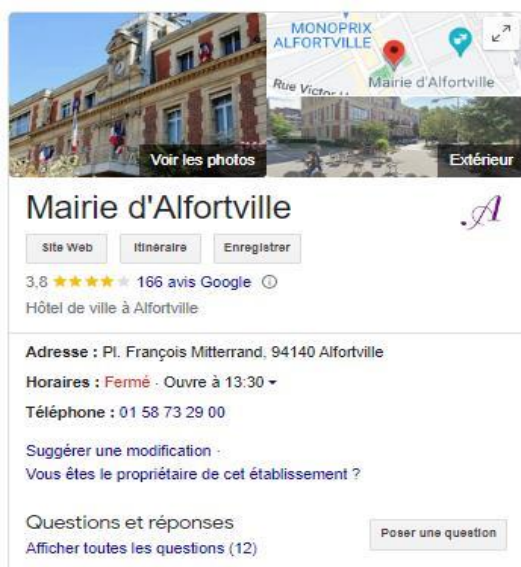 MONOPRIX
ALFORTVILLE
Rue Victor
Mairie d'Alfortville
Voir les photos
Extérieur
Mairie d'Alfortville
A
Site Web
Itinéraire
Enregistrer
3,8 ★★★★★ 166 avis Google
Hôtel de ville à Alfortville
Adresse : Pl. François Mitterrand, 94140 Alfortville
Horaires : Fermé · Ouvre à 13:30
Téléphone : 01 58 73 29 00
Suggérer une modification ·
Vous êtes le propriétaire de cet établissement ?
Questions et réponses
Poser une question
Afficher toutes les questions (12)